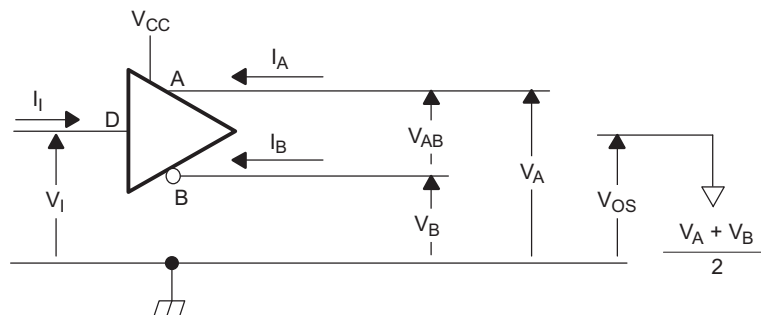 V_CC
A
I_A
I_I
D
I_B
V_AB
V_A
V_I
B
V_B
V_OS
V_A + V_B
2